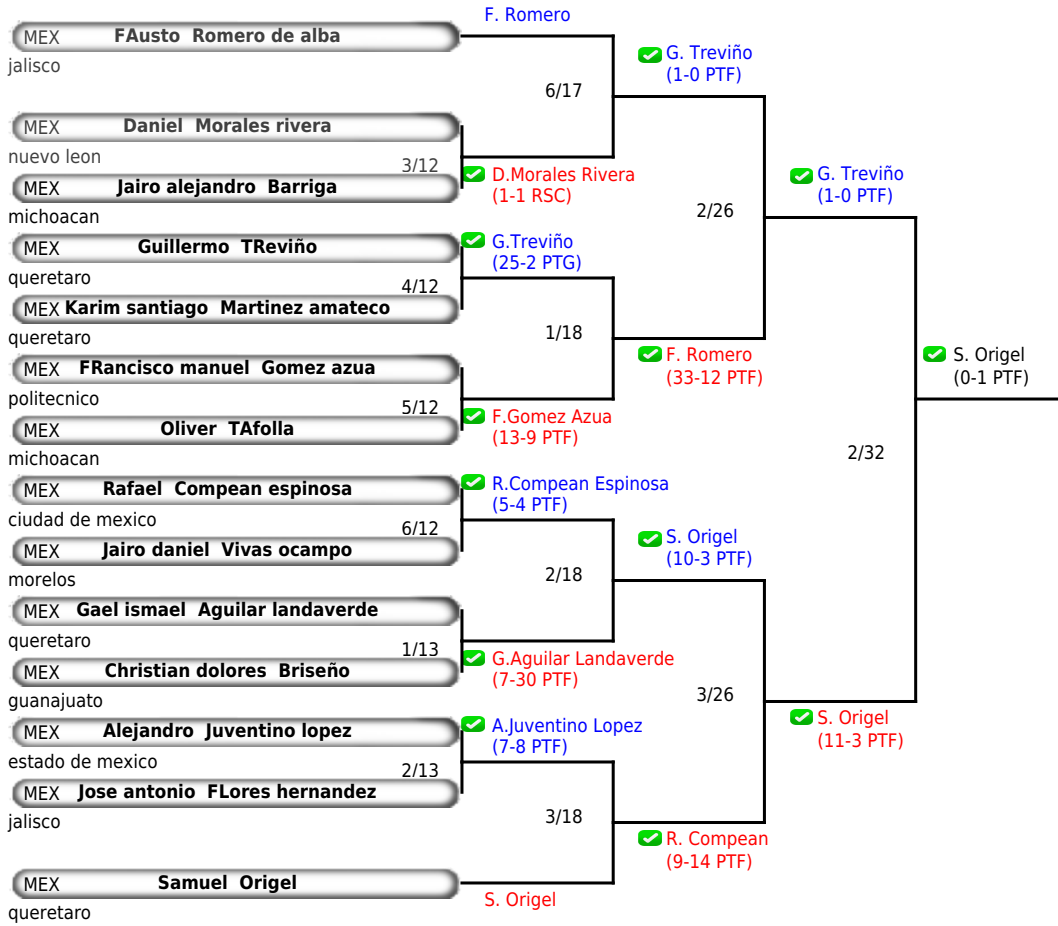 F. Romero
MEX FAusto Romero de alba
jalisco
G. Treviño
(1-0 PTF)
6/17
MEX Daniel Morales rivera
nuevo leon
3/12
D.Morales Rivera
(1-1 RSC)
MEX Jairo alejandro Barriga
michoacan
G. Treviño
(1-0 PTF)
2/26
MEX Guillermo TReviño
queretaro
G.Treviño
(25-2 PTG)
4/12
MEX Karim santiago Martinez amateco
queretaro
1/18
F. Romero
(33-12 PTF)
S. Origel
(0-1 PTF)
MEX FRancisco manuel Gomez azua
politecnico
5/12
F.Gomez Azua
(13-9 PTF)
MEX Oliver TAfolla
michoacan
2/32
MEX Rafael Compean espinosa
ciudad de mexico
R.Compean Espinosa
(5-4 PTF)
6/12
MEX Jairo daniel Vivas ocampo
morelos
S. Origel
(10-3 PTF)
2/18
MEX Gael ismael Aguilar landaverde
queretaro
1/13
G.Aguilar Landaverde
(7-30 PTF)
MEX Christian dolores Briseño
guanajuato
3/26
S. Origel
(11-3 PTF)
MEX Alejandro Juventino lopez
estado de mexico
A.Juventino Lopez
(7-8 PTF)
2/13
MEX Jose antonio FLores hernandez
jalisco
3/18
R. Compean
(9-14 PTF)
MEX Samuel Origel
queretaro
S. Origel